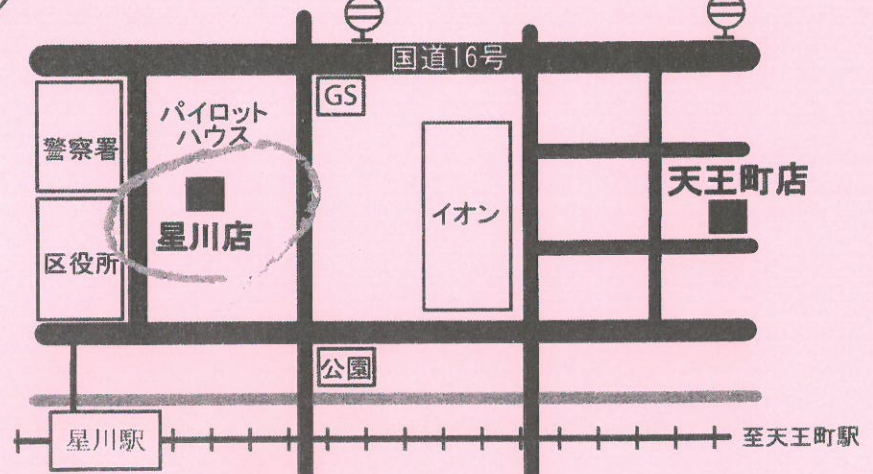 国道16号
GS
パイロット
ハウス
警察署
天王町店
イオン
星川店
区役所
公園
星川駅
至天王町駅